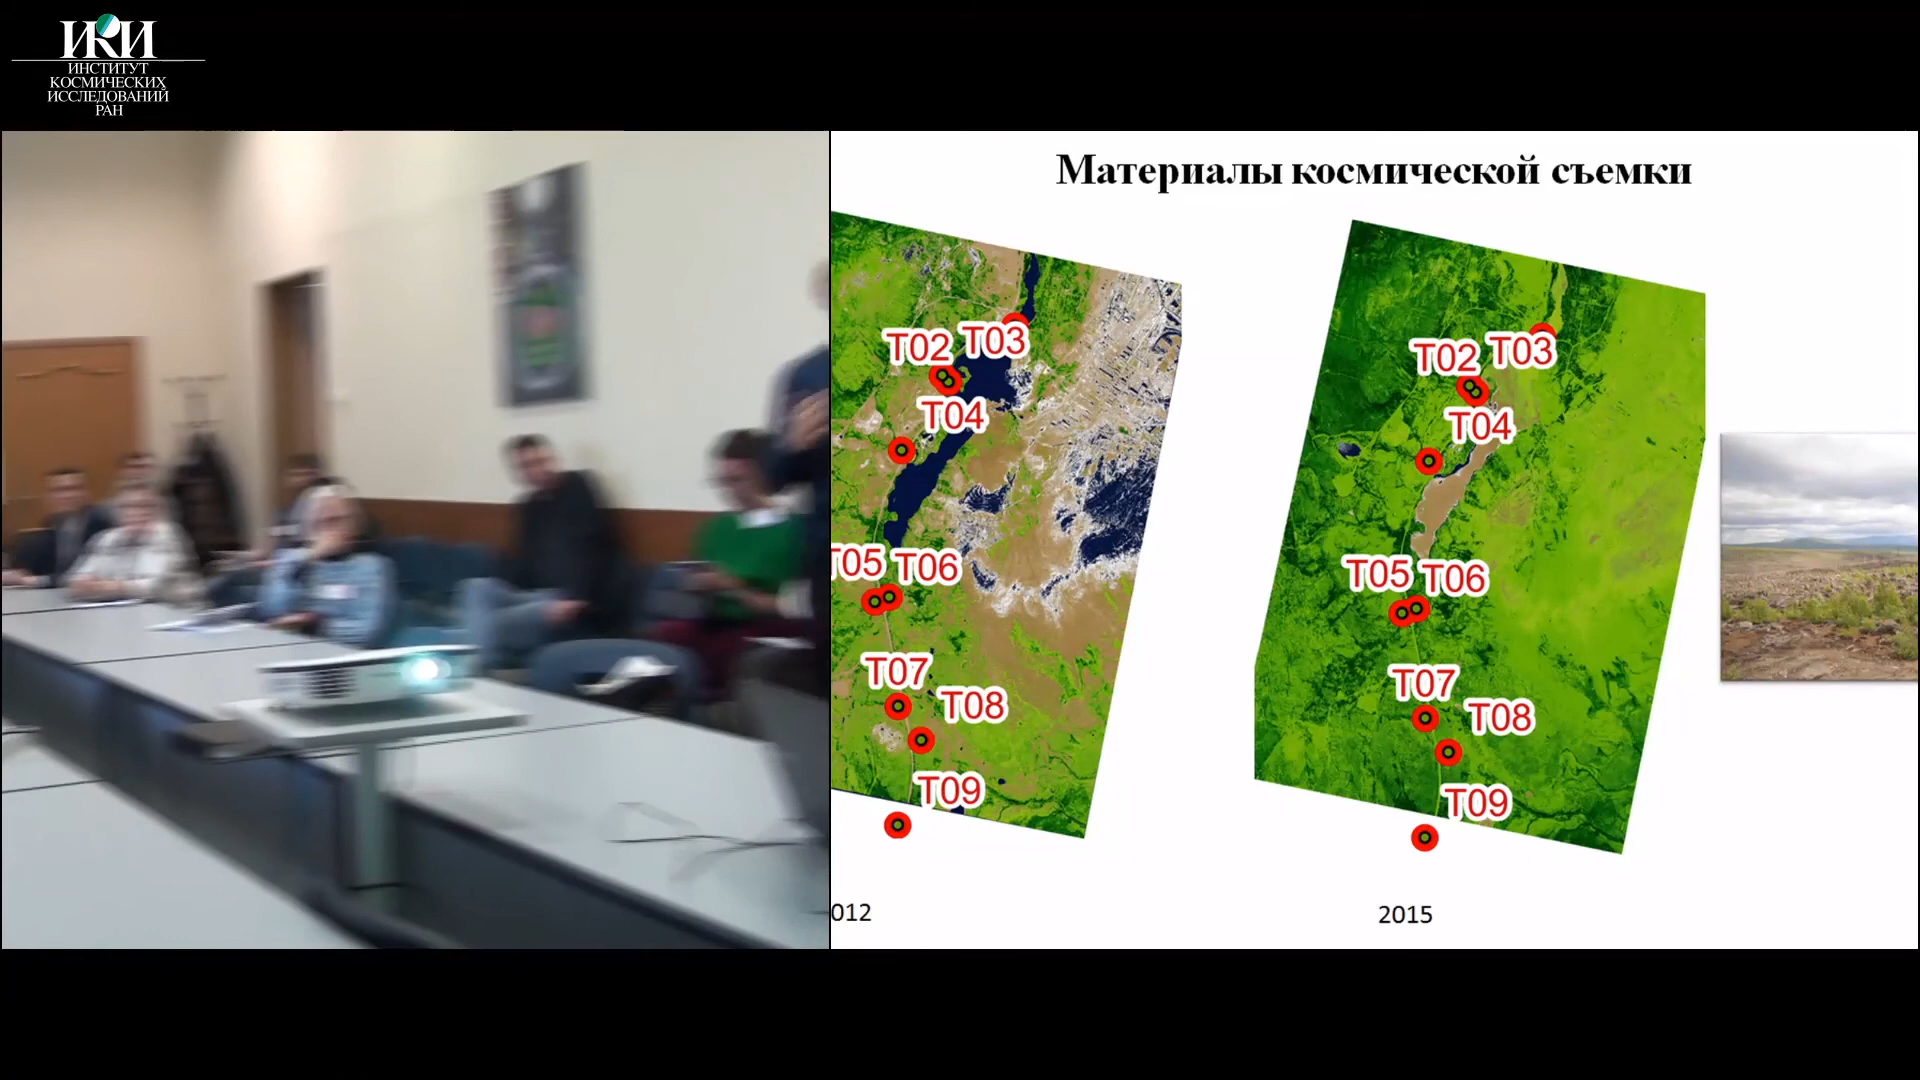 ИКИ
ИНСТИТУТ
КОСМИЧЕСКИХ
ИССЛЕДОВАНИЙ
РАН
Материалы космической съемки
T02 T03
T04
T05 T06
T07
T08
T09
012
T02 T03
T04
T05 T06
T07
T08
T09
2015